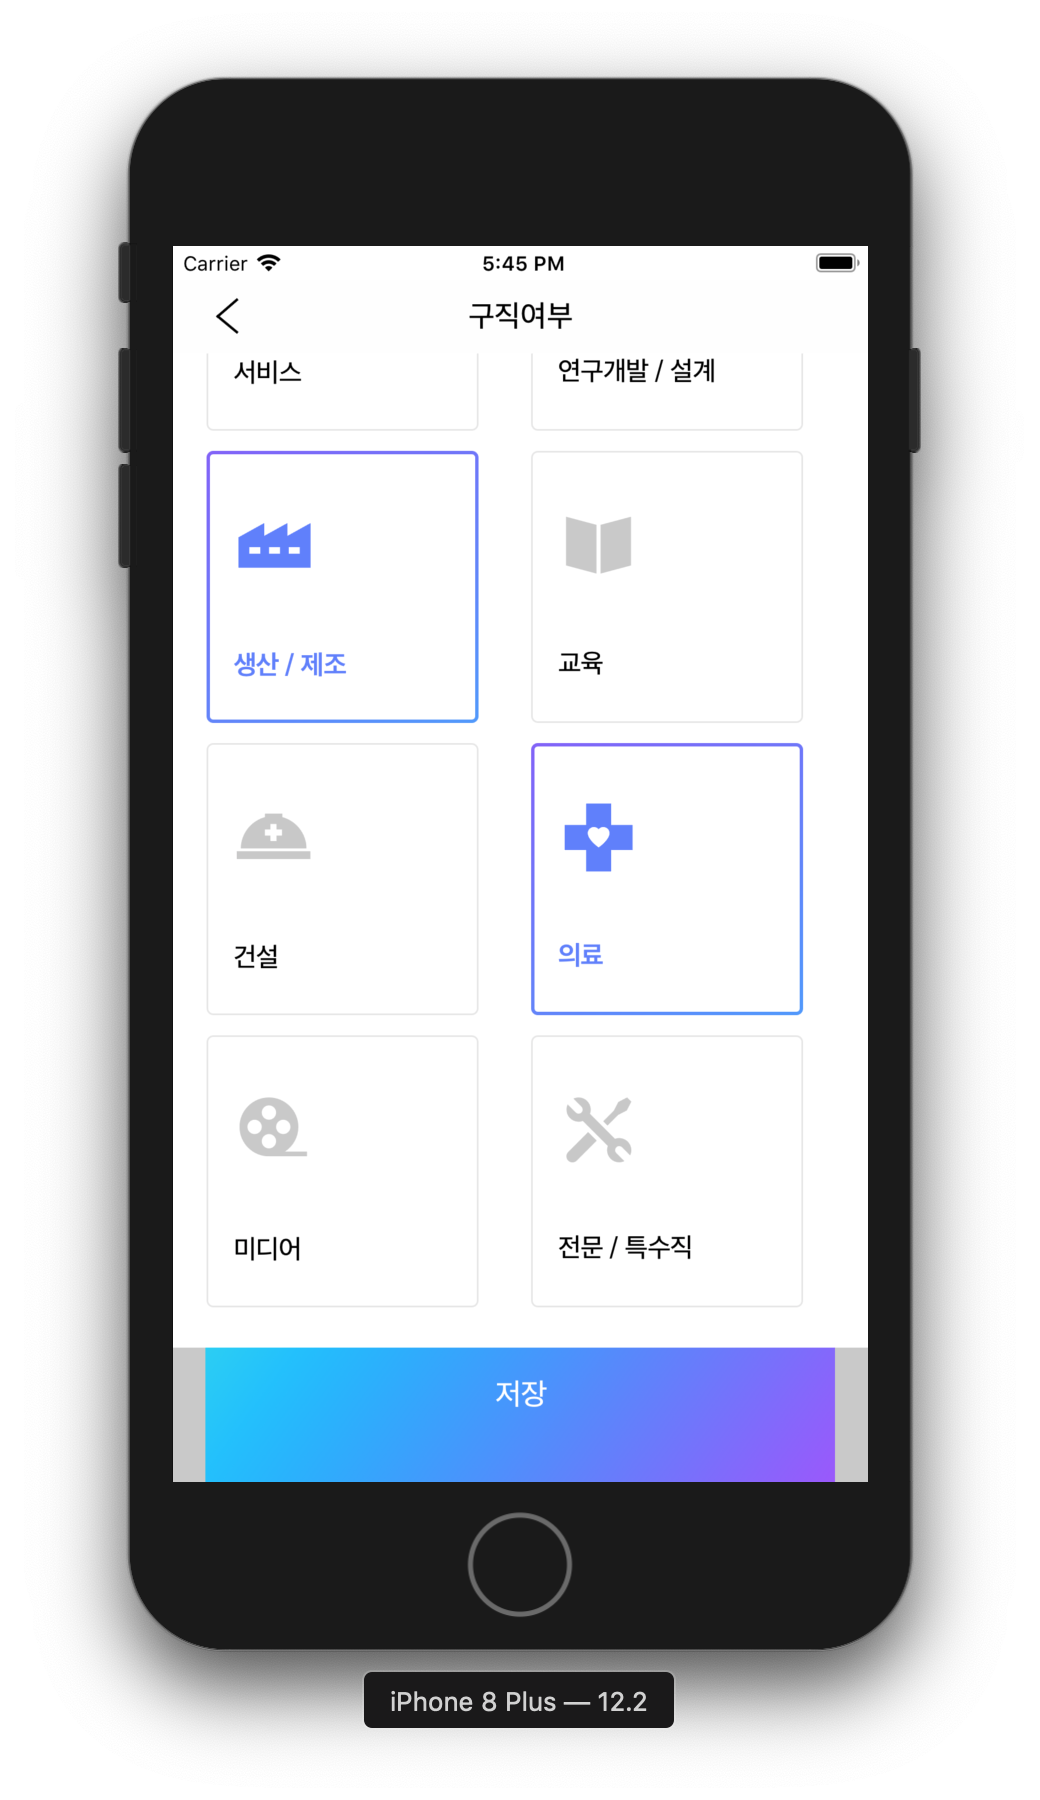 Carrier 5:45 PM
구직여부
서비스 연구개발 / 설계
생산 / 제조 교육
건설 의료
미디어 전문 / 특수직
저장
iPhone 8 Plus — 12.2